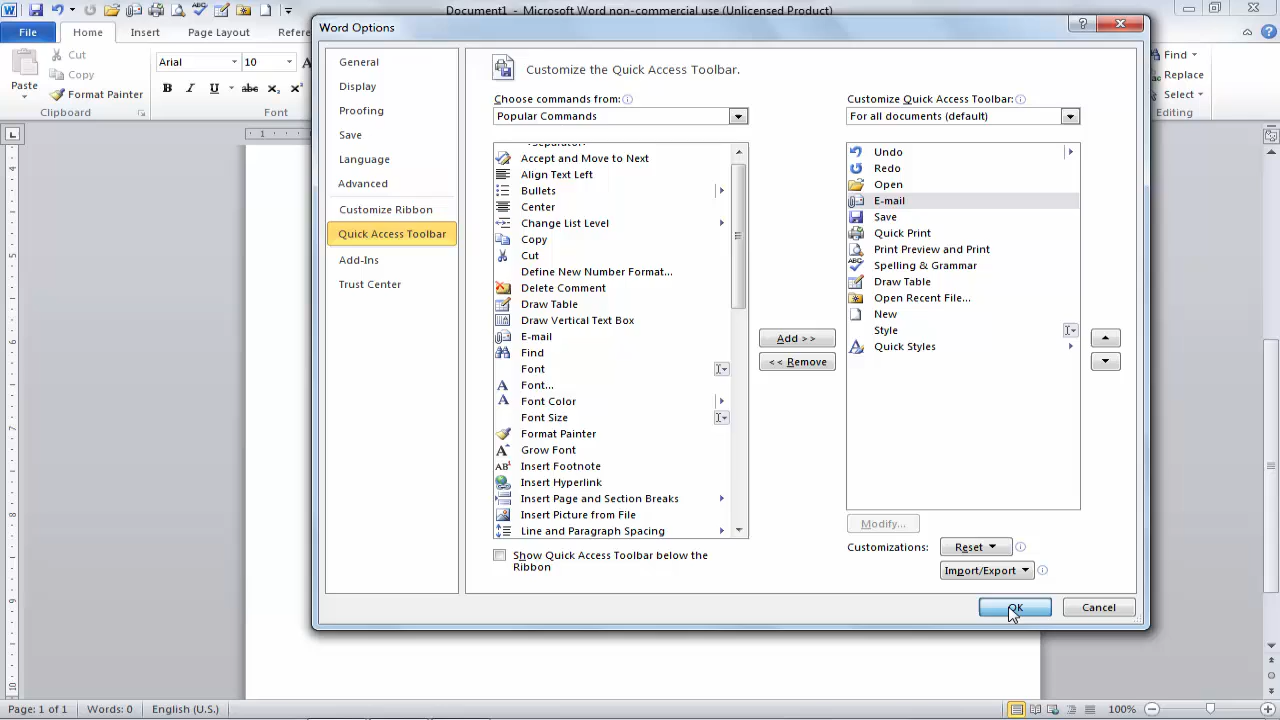 Document1 - Microsoft Word non-commercial use (Unlicensed Product)
Word Options
File
Home
Insert
Page Layout
Cut
Copy
Format Painter
Paste
Clipboard
Arial
10
B I U abc x₂ x²
Font
Find
Replace
Select
Editing
General
Display
Proofing
Save
Language
Advanced
Customize Ribbon
Quick Access Toolbar
Add-Ins
Trust Center
Customize the Quick Access Toolbar.
Choose commands from:
Popular Commands
<Separator>
Accept and Move to Next
Align Text Left
Bullets
Center
Change List Level
Copy
Cut
Define New Number Format...
Delete Comment
Draw Table
Draw Vertical Text Box
E-mail
Find
Font
Font...
Font Color
Font Size
Format Painter
Grow Font
Insert Footnote
Insert Hyperlink
Insert Page and Section Breaks
Insert Picture from File
Line and Paragraph Spacing
Show Quick Access Toolbar below the
Ribbon
Add >>
<< Remove
Customize Quick Access Toolbar:
For all documents (default)
Undo
Redo
Open
E-mail
Save
Quick Print
Print Preview and Print
Spelling & Grammar
Draw Table
Open Recent File...
New
Style
Quick Styles
Modify...
Customizations:
Reset
Import/Export
OK
Cancel
Page: 1 of 1
Words: 0
English (U.S.)
100%